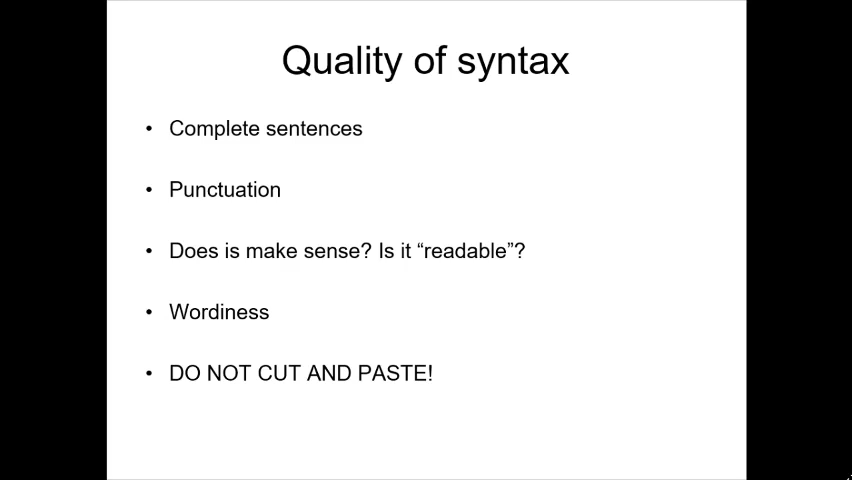 Quality of syntax
• Complete sentences
• Punctuation
• Does is make sense? Is it “readable”?
• Wordiness
• DO NOT CUT AND PASTE!